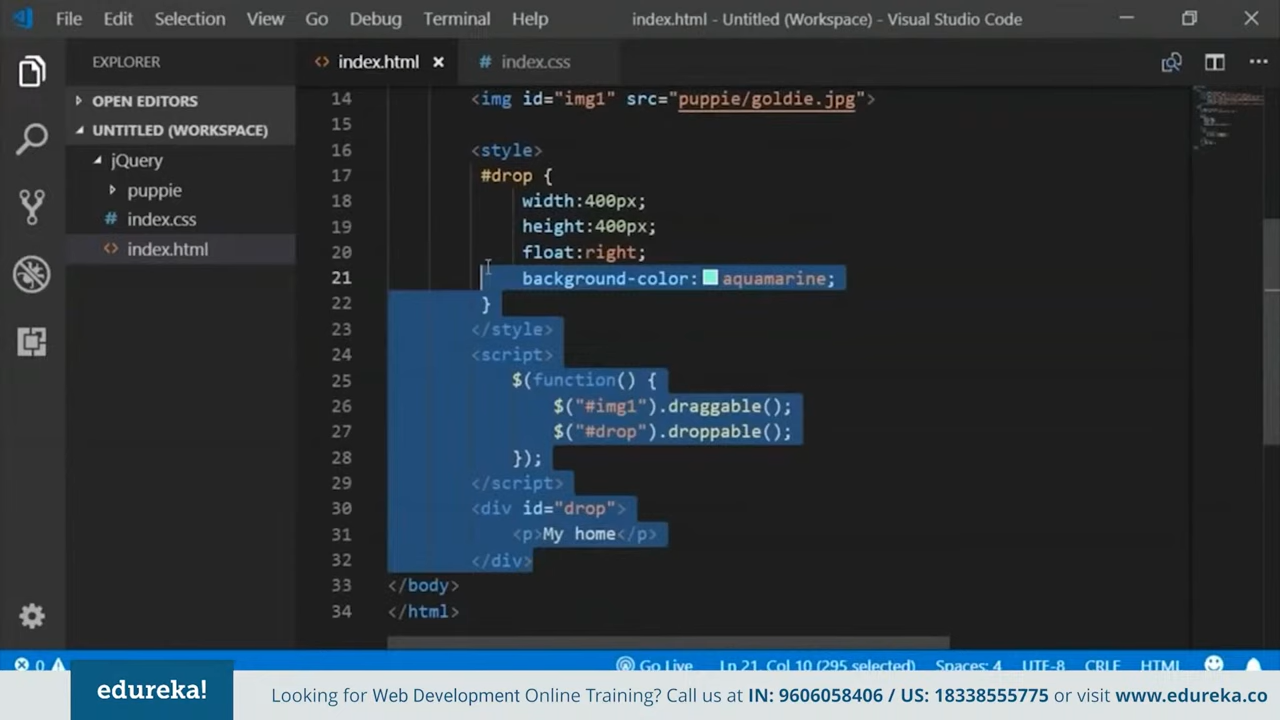 File Edit Selection View Go Debug Terminal Help index.html - Untitled (Workspace) - Visual Studio Code
EXPLORER
OPEN EDITORS
UNTITLED (WORKSPACE)
jQuery
puppie
# index.css
<> index.html
<> index.html
# index.css
14 <img id="img1" src="puppie/goldie.jpg">
15
16 <style>
17 #drop {
18 width:400px;
19 height:400px;
20 float:right;
21 background-color: aquamarine;
22 }
23 </style>
24 <script>
25 $(function() {
26 $("#img1").draggable();
27 $("#drop").droppable();
28 });
29 </script>
30 <div id="drop">
31 <p>My home</p>
32 </div>
33 </body>
34 </html>
0 Go Live Ln 21, Col 10 (295 selected) Spaces: 4 UTF-8 CRLF HTML
edureka! Looking for Web Development Online Training? Call us at IN: 9606058406 / US: 18338555775 or visit www.edureka.co